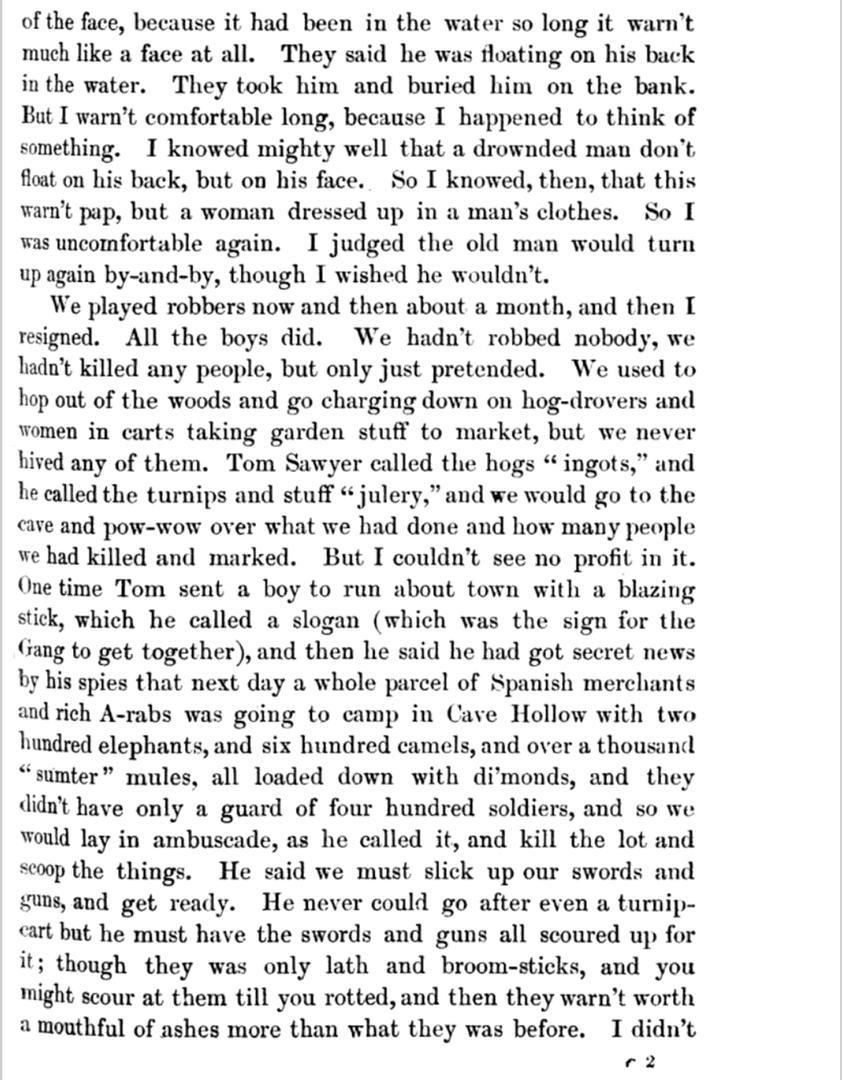 of the face, because it had been in the water so long it warn't
much like a face at all. They said he was floating on his back
in the water. They took him and buried him on the bank.
But I warn't comfortable long, because I happened to think of
something. I knowed mighty well that a drownded man don't
float on his back, but on his face. So I knowed, then, that this
warn't pap, but a woman dressed up in a man's clothes. So I
was uncomfortable again. I judged the old man would turn
up again by-and-by, though I wished he wouldn't.
We played robbers now and then about a month, and then I
resigned. All the boys did. We hadn't robbed nobody, we
hadn't killed any people, but only just pretended. We used to
hop out of the woods and go charging down on hog-drovers and
women in carts taking garden stuff to market, but we never
hived any of them. Tom Sawyer called the hogs “ ingots,” and
he called the turnips and stuff “ julery,” and we would go to the
cave and pow-wow over what we had done and how many people
we had killed and marked. But I couldn't see no profit in it.
One time Tom sent a boy to run about town with a blazing
stick, which he called a slogan (which was the sign for the
Gang to get together), and then he said he had got secret news
by his spies that next day a whole parcel of Spanish merchants
and rich A-rabs was going to camp in Cave Hollow with two
hundred elephants, and six hundred camels, and over a thousand
“ sumter ” mules, all loaded down with di'monds, and they
didn't have only a guard of four hundred soldiers, and so we
would lay in ambuscade, as he called it, and kill the lot and
scoop the things. He said we must slick up our swords and
guns, and get ready. He never could go after even a turnip-
cart but he must have the swords and guns all scoured up for
it; though they was only lath and broom-sticks, and you
might scour at them till you rotted, and then they warn't worth
a mouthful of ashes more than what they was before. I didn't
2